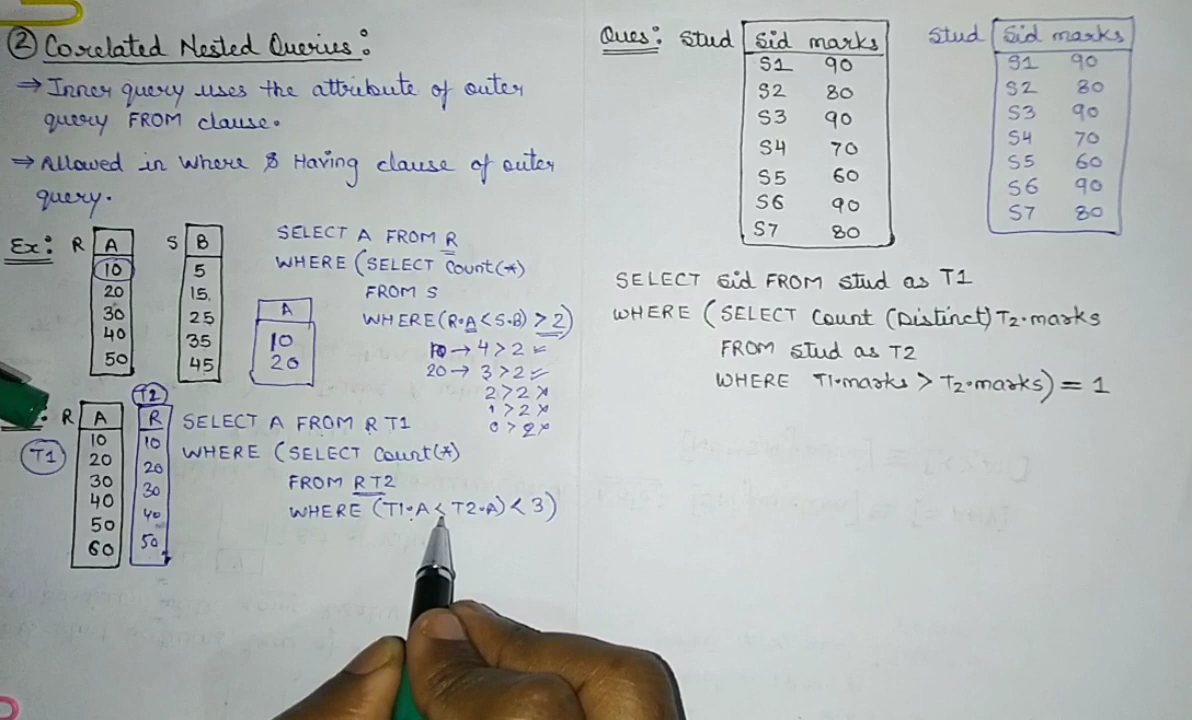 ② Corelated Nested Queries:
⇒ Inner query uses the attribute of outer
query FROM clause.
⇒ Allowed in where & Having clause of outer
query.
Ex: R A S B
10 5
20 15
30 25
40 35
50 45
SELECT A FROM R
WHERE (SELECT Count(*)
FROM S
WHERE (R.A < S.B) > 2)
A
10
20
10 → 4 > 2 ✓
20 → 3 > 2 ✓
2 > 2 ×
1 > 2 ×
0 > 2 ×
T2
: R A R
T1
10 10
20 20
30 30
40 40
50 50
60
SELECT A FROM R T1
WHERE (SELECT Count(*)
FROM R T2
WHERE (T1.A < T2.A) < 3)
Ques: Stud Sid marks
S1 90
S2 80
S3 90
S4 70
S5 60
S6 90
S7 80
Stud Sid marks
S1 90
S2 80
S3 90
S4 70
S5 60
S6 90
S7 80
SELECT Sid FROM Stud as T1
WHERE (SELECT Count (Distinct) T2.marks
FROM Stud as T2
WHERE T1.marks > T2.marks) = 1